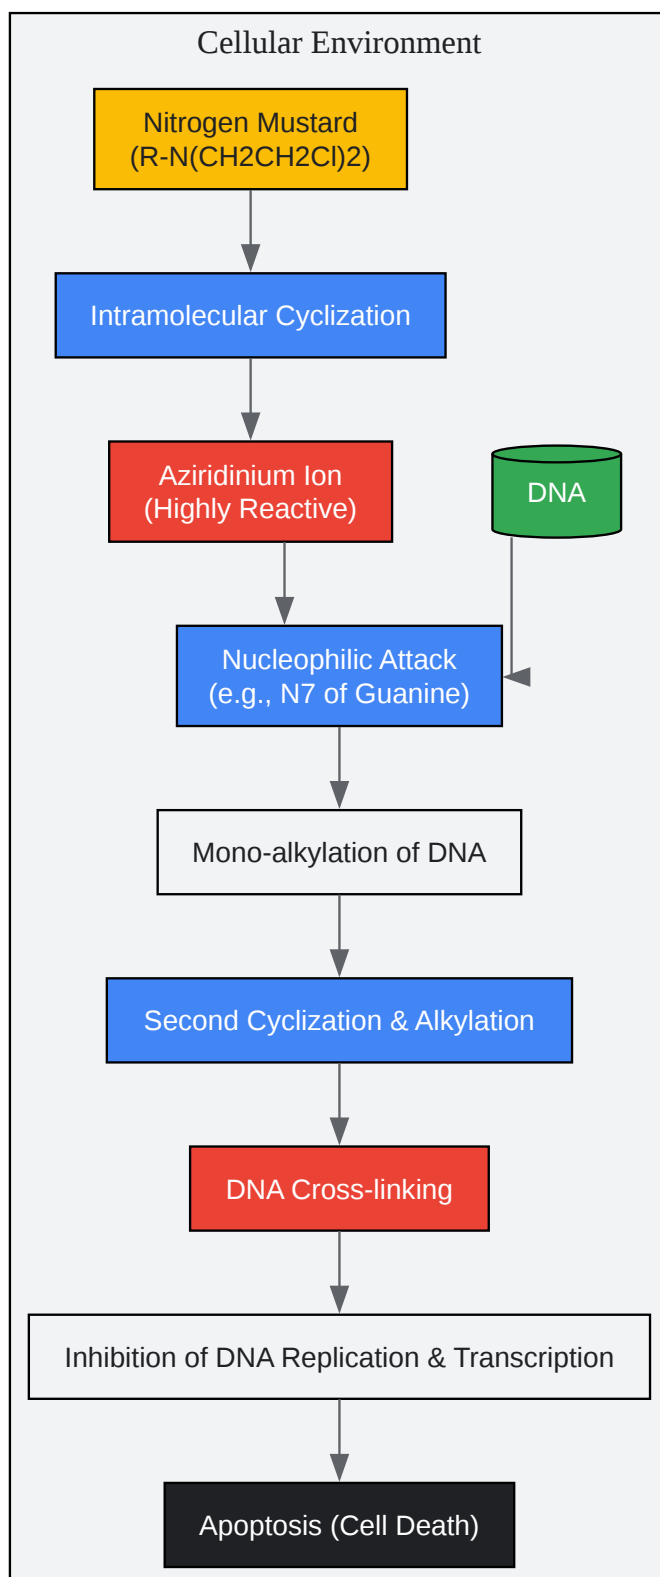 Cellular Environment
Nitrogen Mustard
(R-N(CH2CH2Cl)2)
Intramolecular Cyclization
Aziridinium Ion
(Highly Reactive)
DNA
Nucleophilic Attack
(e.g., N7 of Guanine)
Mono-alkylation of DNA
Second Cyclization & Alkylation
DNA Cross-linking
Inhibition of DNA Replication & Transcription
Apoptosis (Cell Death)